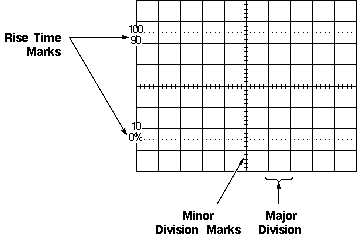 Rise Time
Marks
100
90
10
0%
Minor
Division Marks
Major
Division